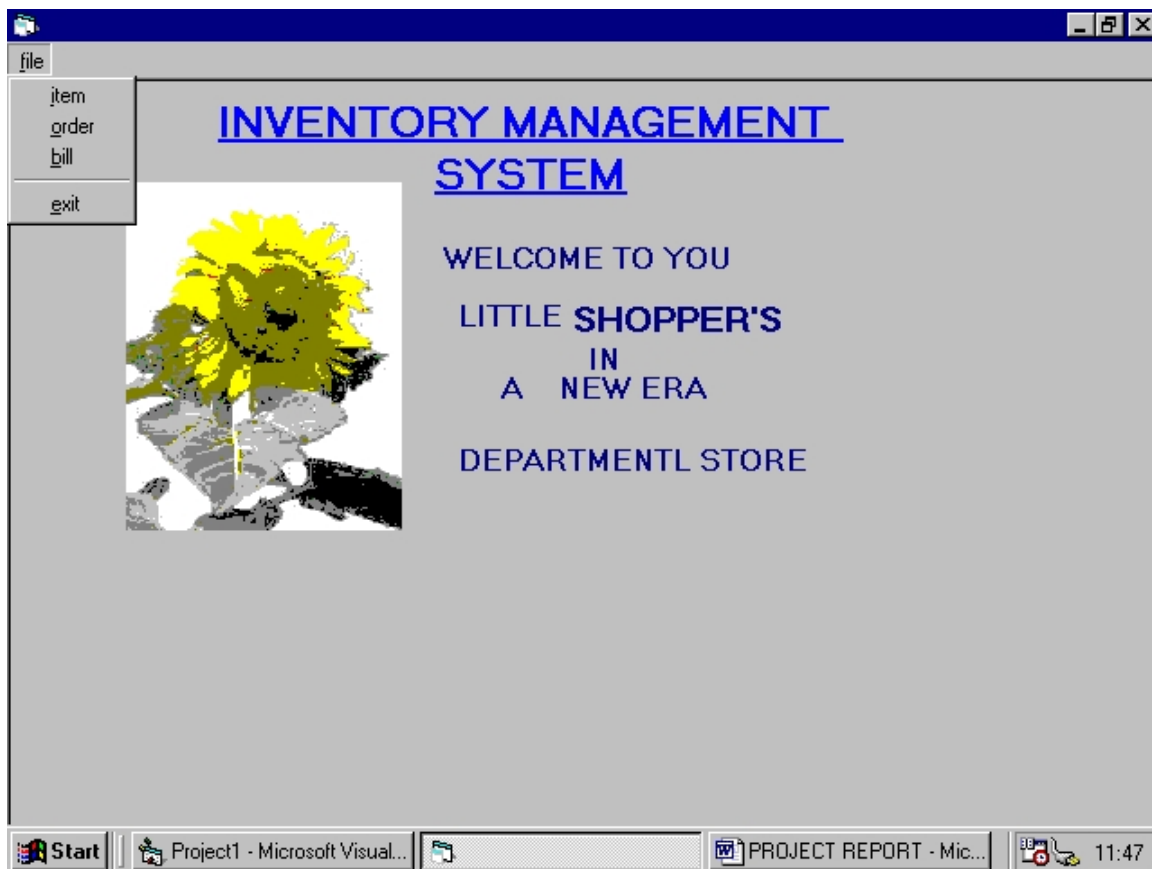 file
item
order
bill
exit
INVENTORY MANAGEMENT
SYSTEM
WELCOME TO YOU
LITTLE SHOPPER'S
IN
A NEW ERA
DEPARTMENTL STORE
Start
Project1 - Microsoft Visual...
PROJECT REPORT - Mic...
11:47